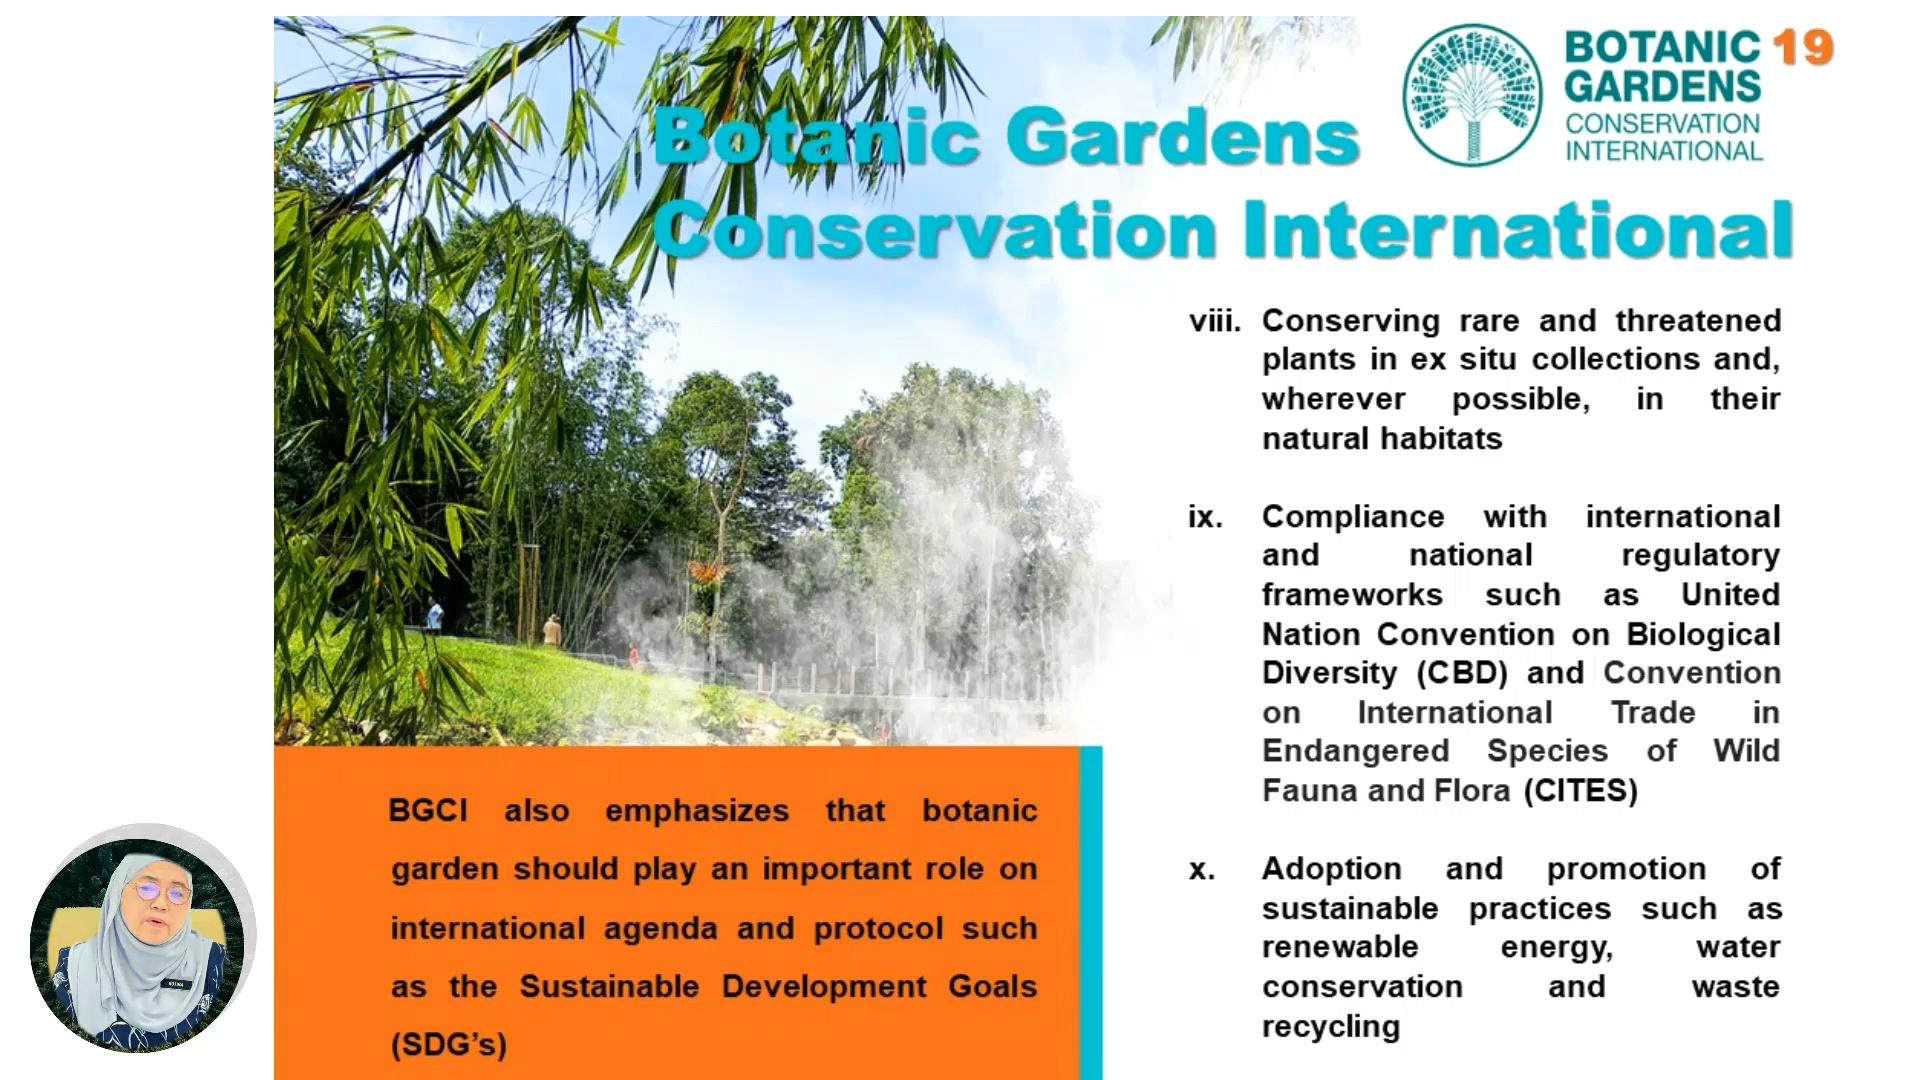 BOTANIC
GARDENS
CONSERVATION
INTERNATIONAL
19
Botanic Gardens
Conservation International
viii. Conserving rare and threatened
plants in ex situ collections and,
wherever possible, in their
natural habitats
ix. Compliance with international
and national regulatory
frameworks such as United
Nation Convention on Biological
Diversity (CBD) and Convention
on International Trade in
Endangered Species of Wild
Fauna and Flora (CITES)
x. Adoption and promotion of
sustainable practices such as
renewable energy, water
conservation and waste
recycling
BGCI also emphasizes that botanic
garden should play an important role on
international agenda and protocol such
as the Sustainable Development Goals
(SDG’s)